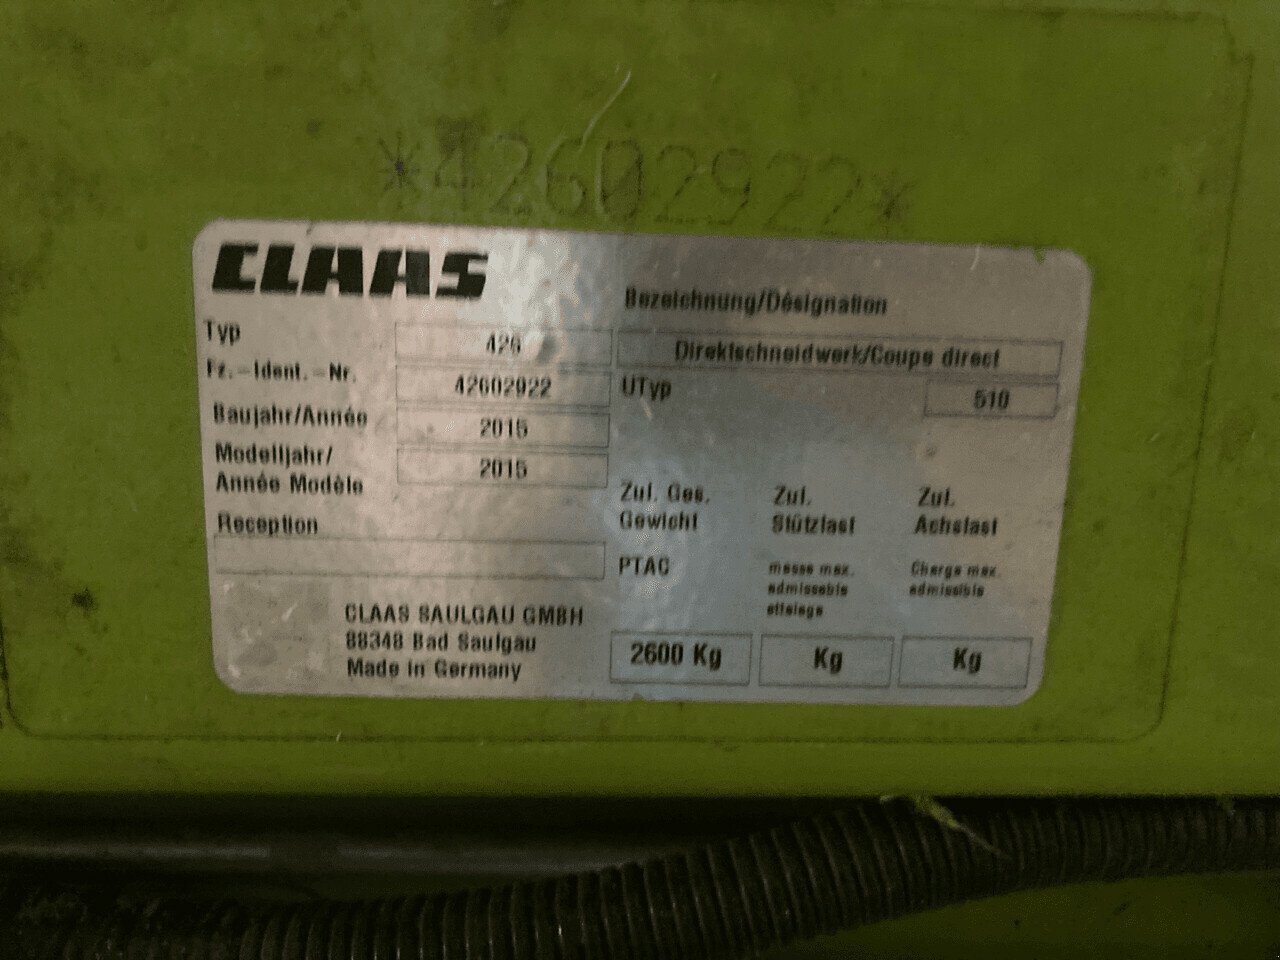 *42602922*
CLAAS
Bezeichnung/Désignation
Typ 426 Direktschneidwerk/Coupe direct
Fz.-Ident.-Nr. 42602922 UTyp 510
Baujahr/Année 2015
Modelljahr/
Année Modèle 2015
Reception
Zul. Ges.
Gewicht
PTAC
2600 Kg
Zul.
Stützlast
masse max.
admissable
attelage
Kg
Zul.
Achslast
Charge max.
admissible
Kg
CLAAS SAULGAU GMBH
88348 Bad Saulgau
Made in Germany